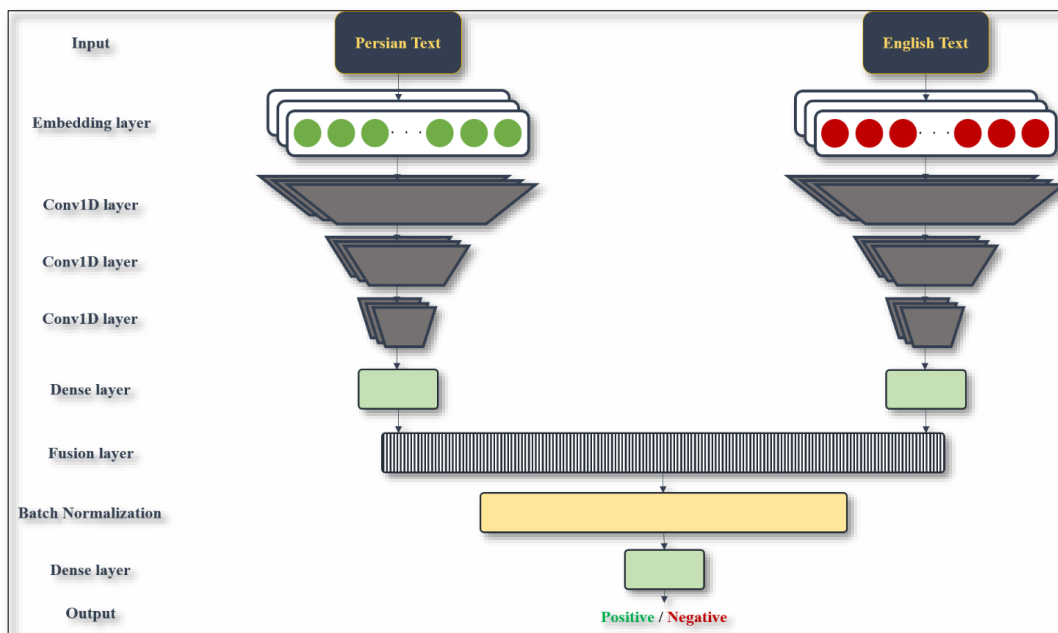 Input
Persian Text
English Text
Embedding layer
Conv1D layer
Conv1D layer
Conv1D layer
Dense layer
Fusion layer
Batch Normalization
Dense layer
Output
Positive / Negative